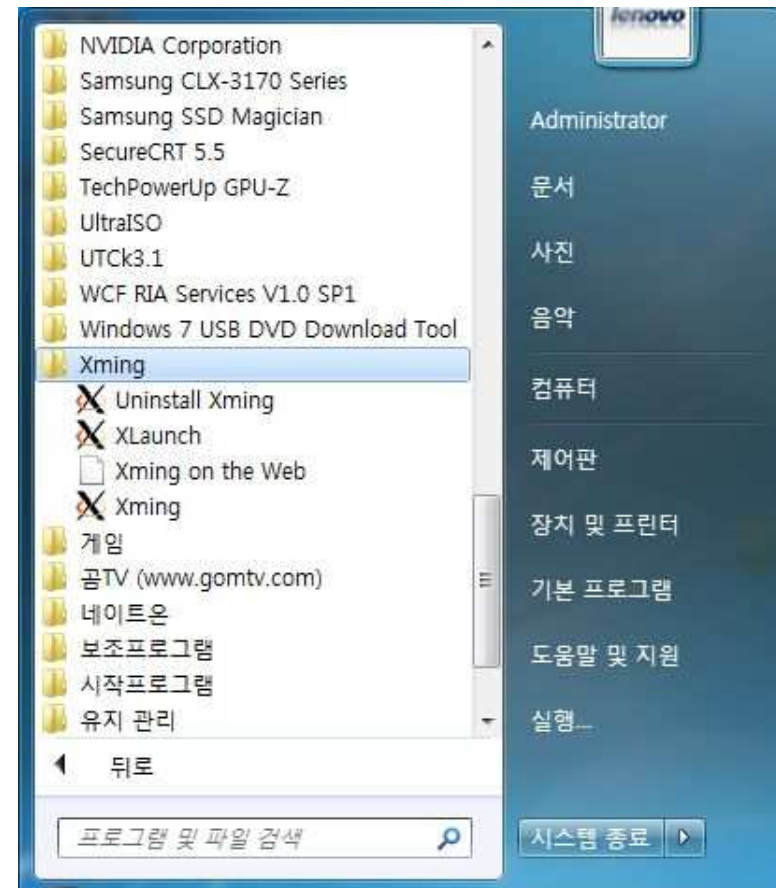 NVIDIA Corporation
Samsung CLX-3170 Series
Samsung SSD Magician
SecureCRT 5.5
TechPowerUp GPU-Z
UltraISO
UTCk3.1
WCF RIA Services V1.0 SP1
Windows 7 USB DVD Download Tool
Xming
Uninstall Xming
XLaunch
Xming on the Web
Xming
게임
곰TV (www.gomtv.com)
네이트온
보조프로그램
시작프로그램
유지 관리
뒤로
프로그램 및 파일 검색
lenovo
Administrator
문서
사진
음악
컴퓨터
제어판
장치 및 프린터
기본 프로그램
도움말 및 지원
실행...
시스템 종료